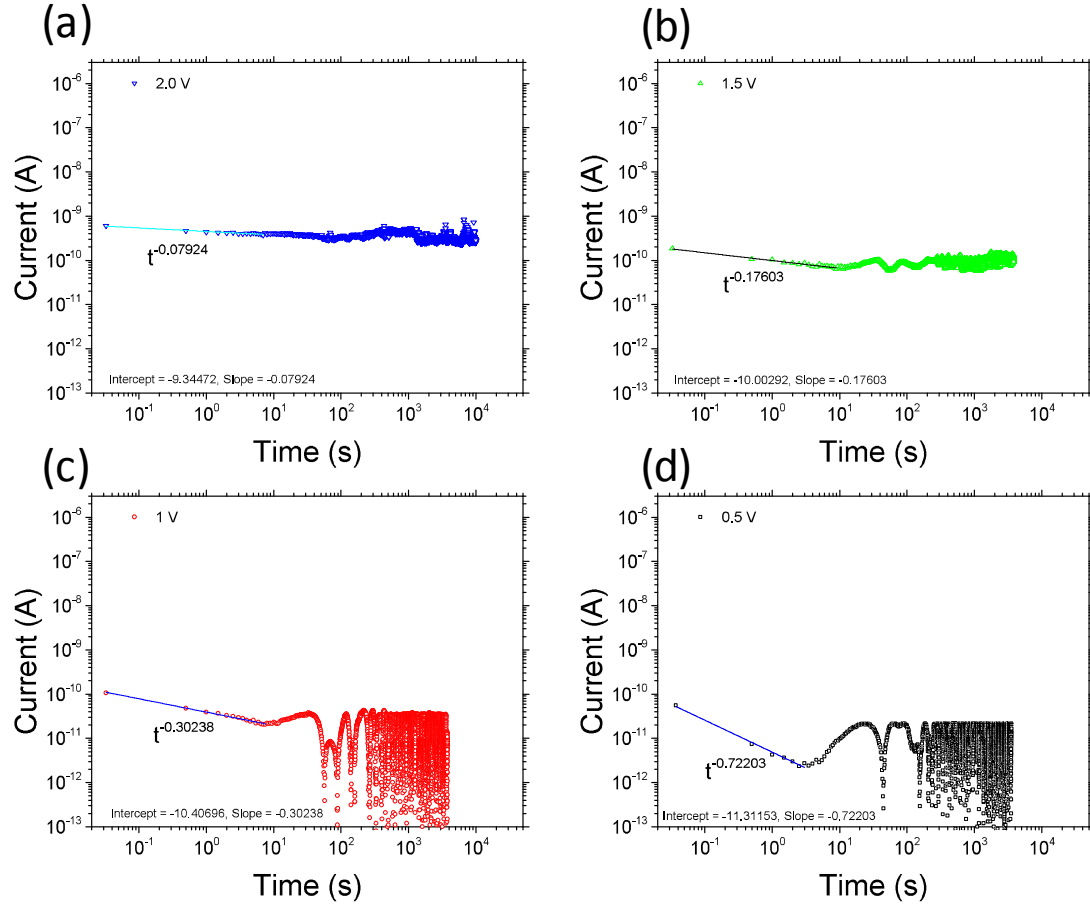 (a)
2.0 V
Current (A)
10^-6
10^-7
10^-8
10^-9
10^-10
10^-11
10^-12
10^-13
t^-0.07924
Intercept = -9.34472, Slope = -0.07924
10^-1 10^0 10^1 10^2 10^3 10^4
Time (s)
(b)
1.5 V
Current (A)
10^-6
10^-7
10^-8
10^-9
10^-10
10^-11
10^-12
10^-13
t^-0.17603
Intercept = -10.00292, Slope = -0.17603
10^-1 10^0 10^1 10^2 10^3 10^4
Time (s)
(c)
1 V
Current (A)
10^-6
10^-7
10^-8
10^-9
10^-10
10^-11
10^-12
10^-13
t^-0.30238
Intercept = -10.40696, Slope = -0.30238
10^-1 10^0 10^1 10^2 10^3 10^4
Time (s)
(d)
0.5 V
Current (A)
10^-6
10^-7
10^-8
10^-9
10^-10
10^-11
10^-12
10^-13
t^-0.72203
Intercept = -11.31153, Slope = -0.72203
10^-1 10^0 10^1 10^2 10^3 10^4
Time (s)